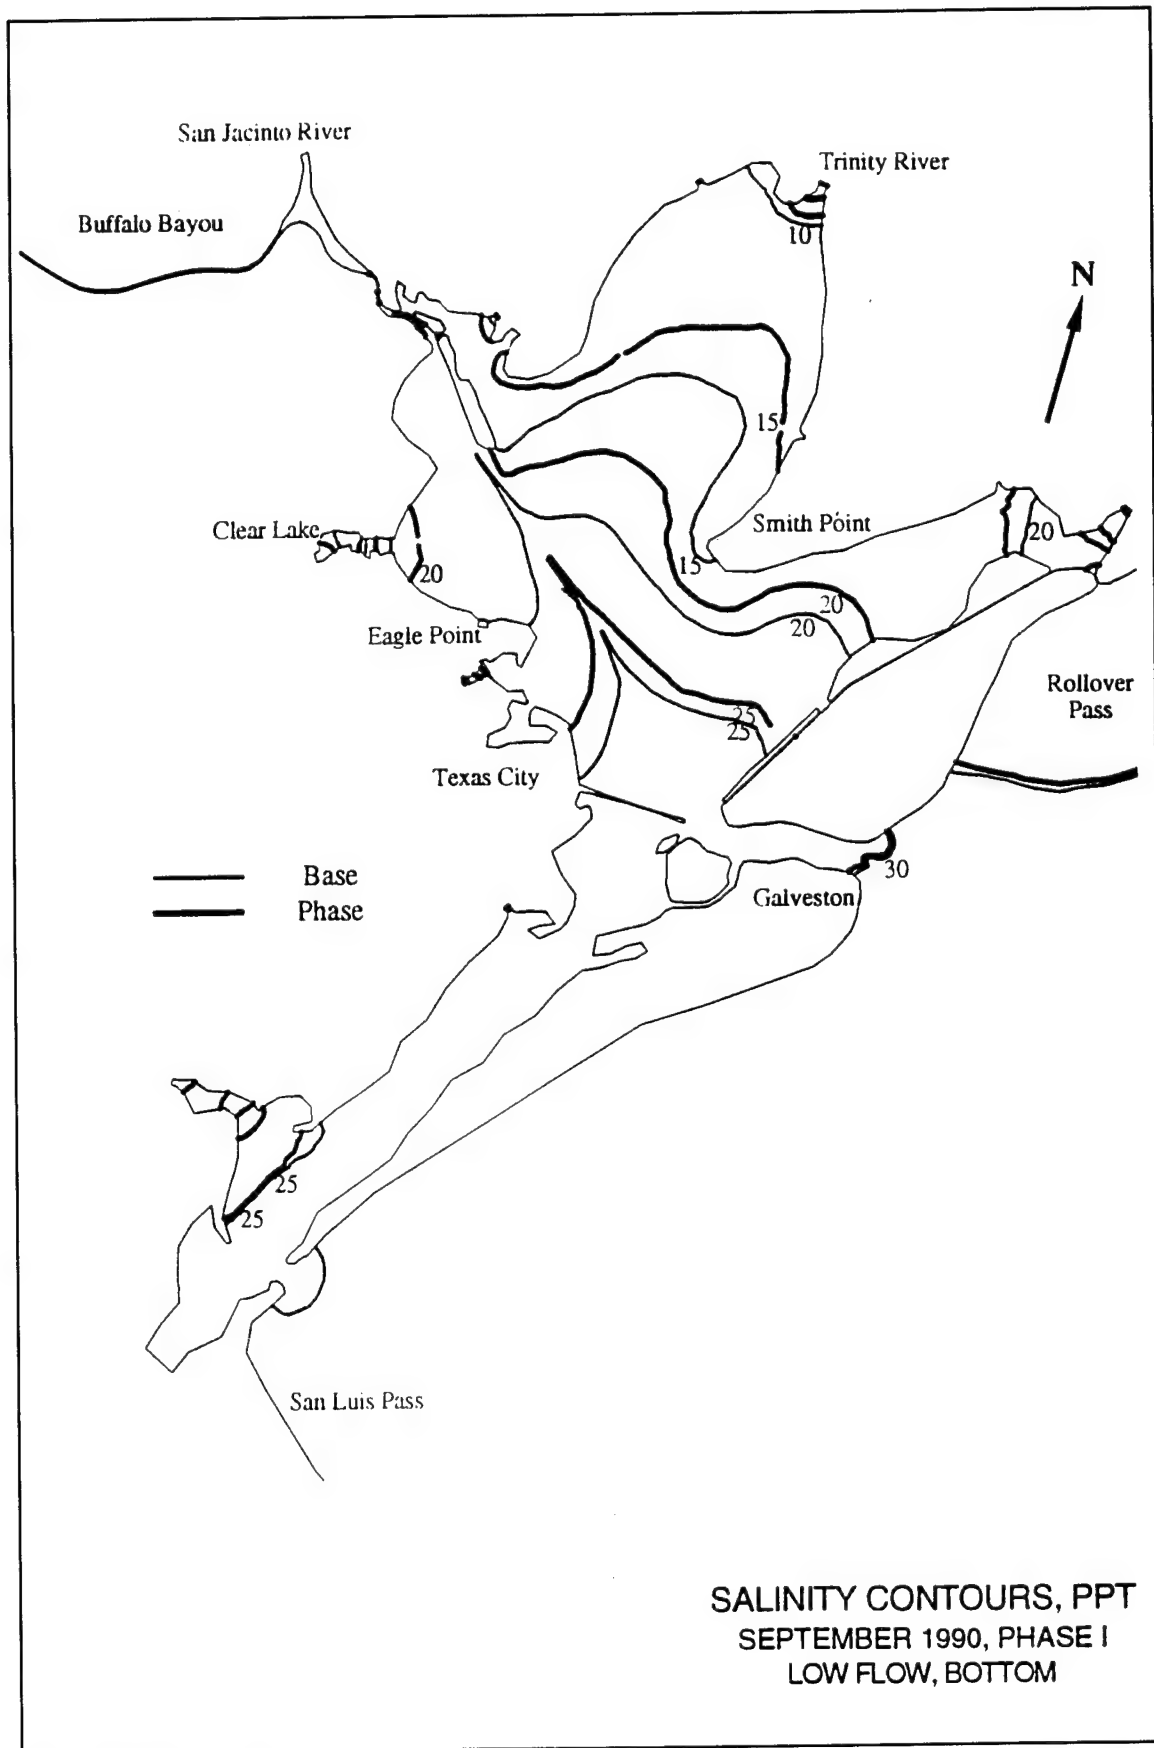 San Jacinto River
Trinity River
Buffalo Bayou
10
N
15
Smith Point
Clear Lake
20
20
15
20
20
Eagle Point
Rollover
Pass
25
25
Texas City
Base
Phase
30
Galveston
25
25
San Luis Pass
SALINITY CONTOURS, PPT
SEPTEMBER 1990, PHASE I
LOW FLOW, BOTTOM